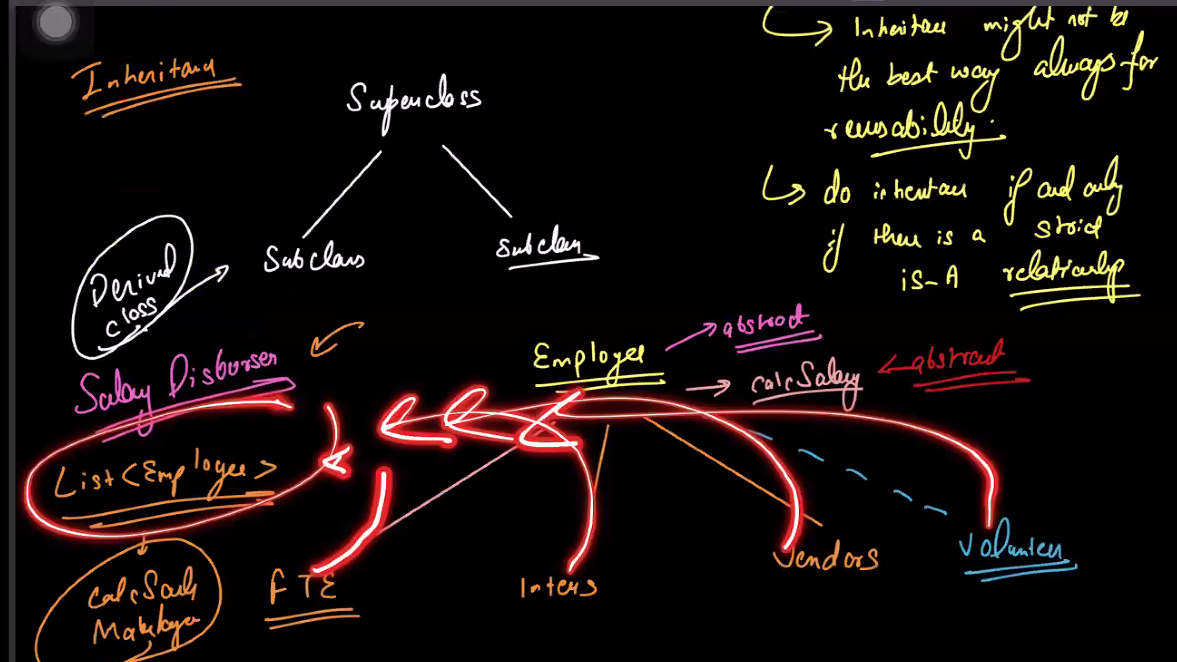 Inheritance
Superclass
Subclass
Subclass
Derived
class
Inheritance might not be
the best way always for
reusability.
do inheritance if and only
if there is a strict
is-A relationship
Salary Disburser
List<Employee>
Employee
abstract
calcSalary
abstract
FTE
Interns
Vendors
Volunteer